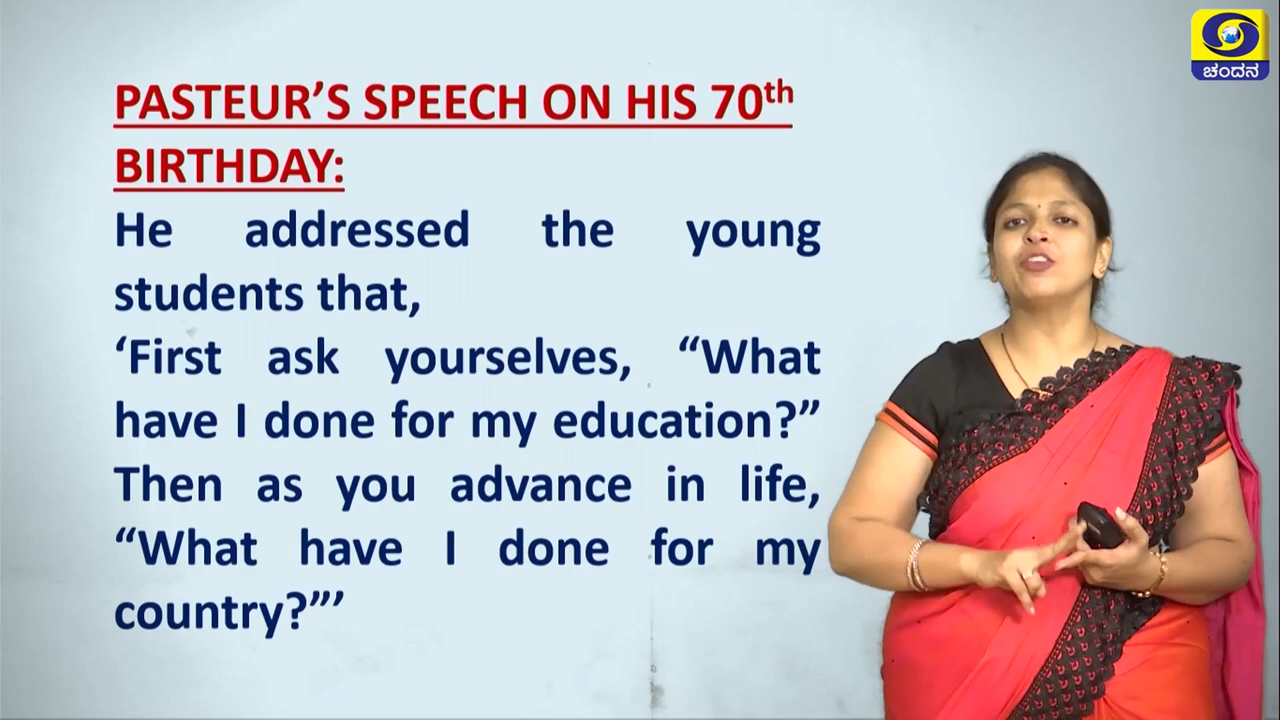 ಚಂದನ
PASTEUR’S SPEECH ON HIS 70th
BIRTHDAY:
He addressed the young
students that,
‘First ask yourselves, “What
have I done for my education?”
Then as you advance in life,
“What have I done for my
country?”’